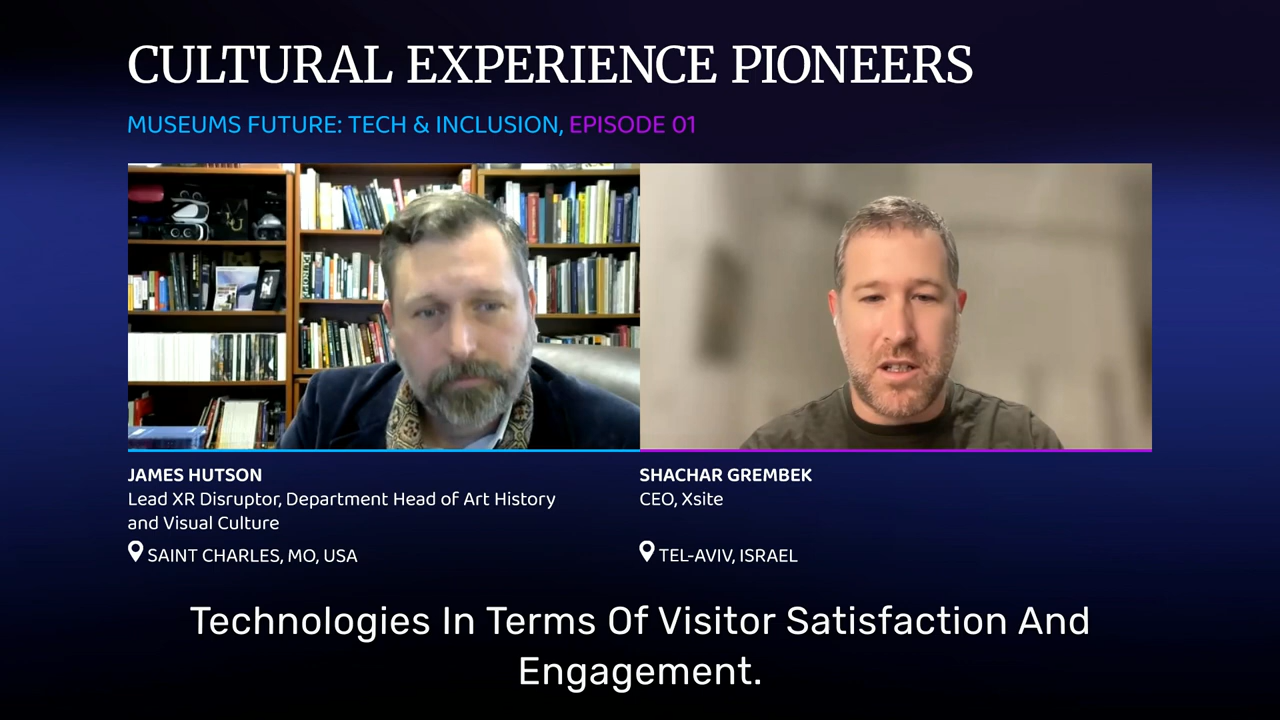 CULTURAL EXPERIENCE PIONEERS
MUSEUMS FUTURE: TECH & INCLUSION, EPISODE 01
JAMES HUTSON
Lead XR Disruptor, Department Head of Art History
and Visual Culture
SAINT CHARLES, MO, USA
SHACHAR GREMBEK
CEO, Xsite
TEL-AVIV, ISRAEL
Technologies In Terms Of Visitor Satisfaction And
Engagement.